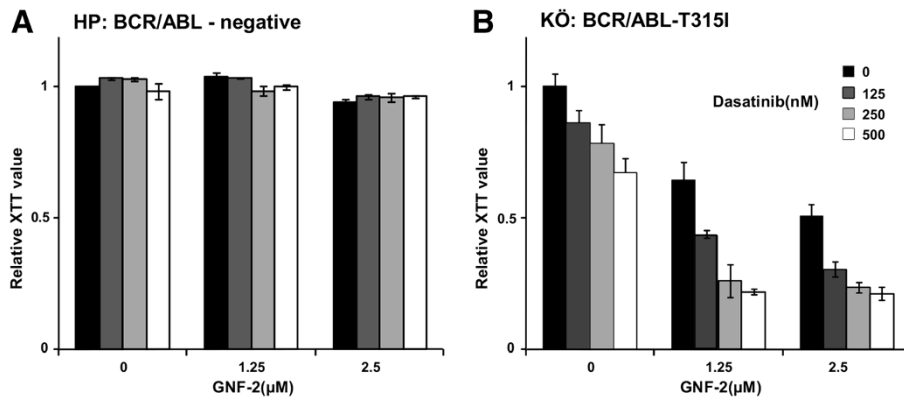 A
HP: BCR/ABL - negative
Relative XTT value
1
0.5
0
0
1.25
2.5
GNF-2(µM)
B
KÖ: BCR/ABL-T315I
Relative XTT value
1
0.5
0
Dasatinib(nM)
0
125
250
500
0
1.25
2.5
GNF-2(µM)